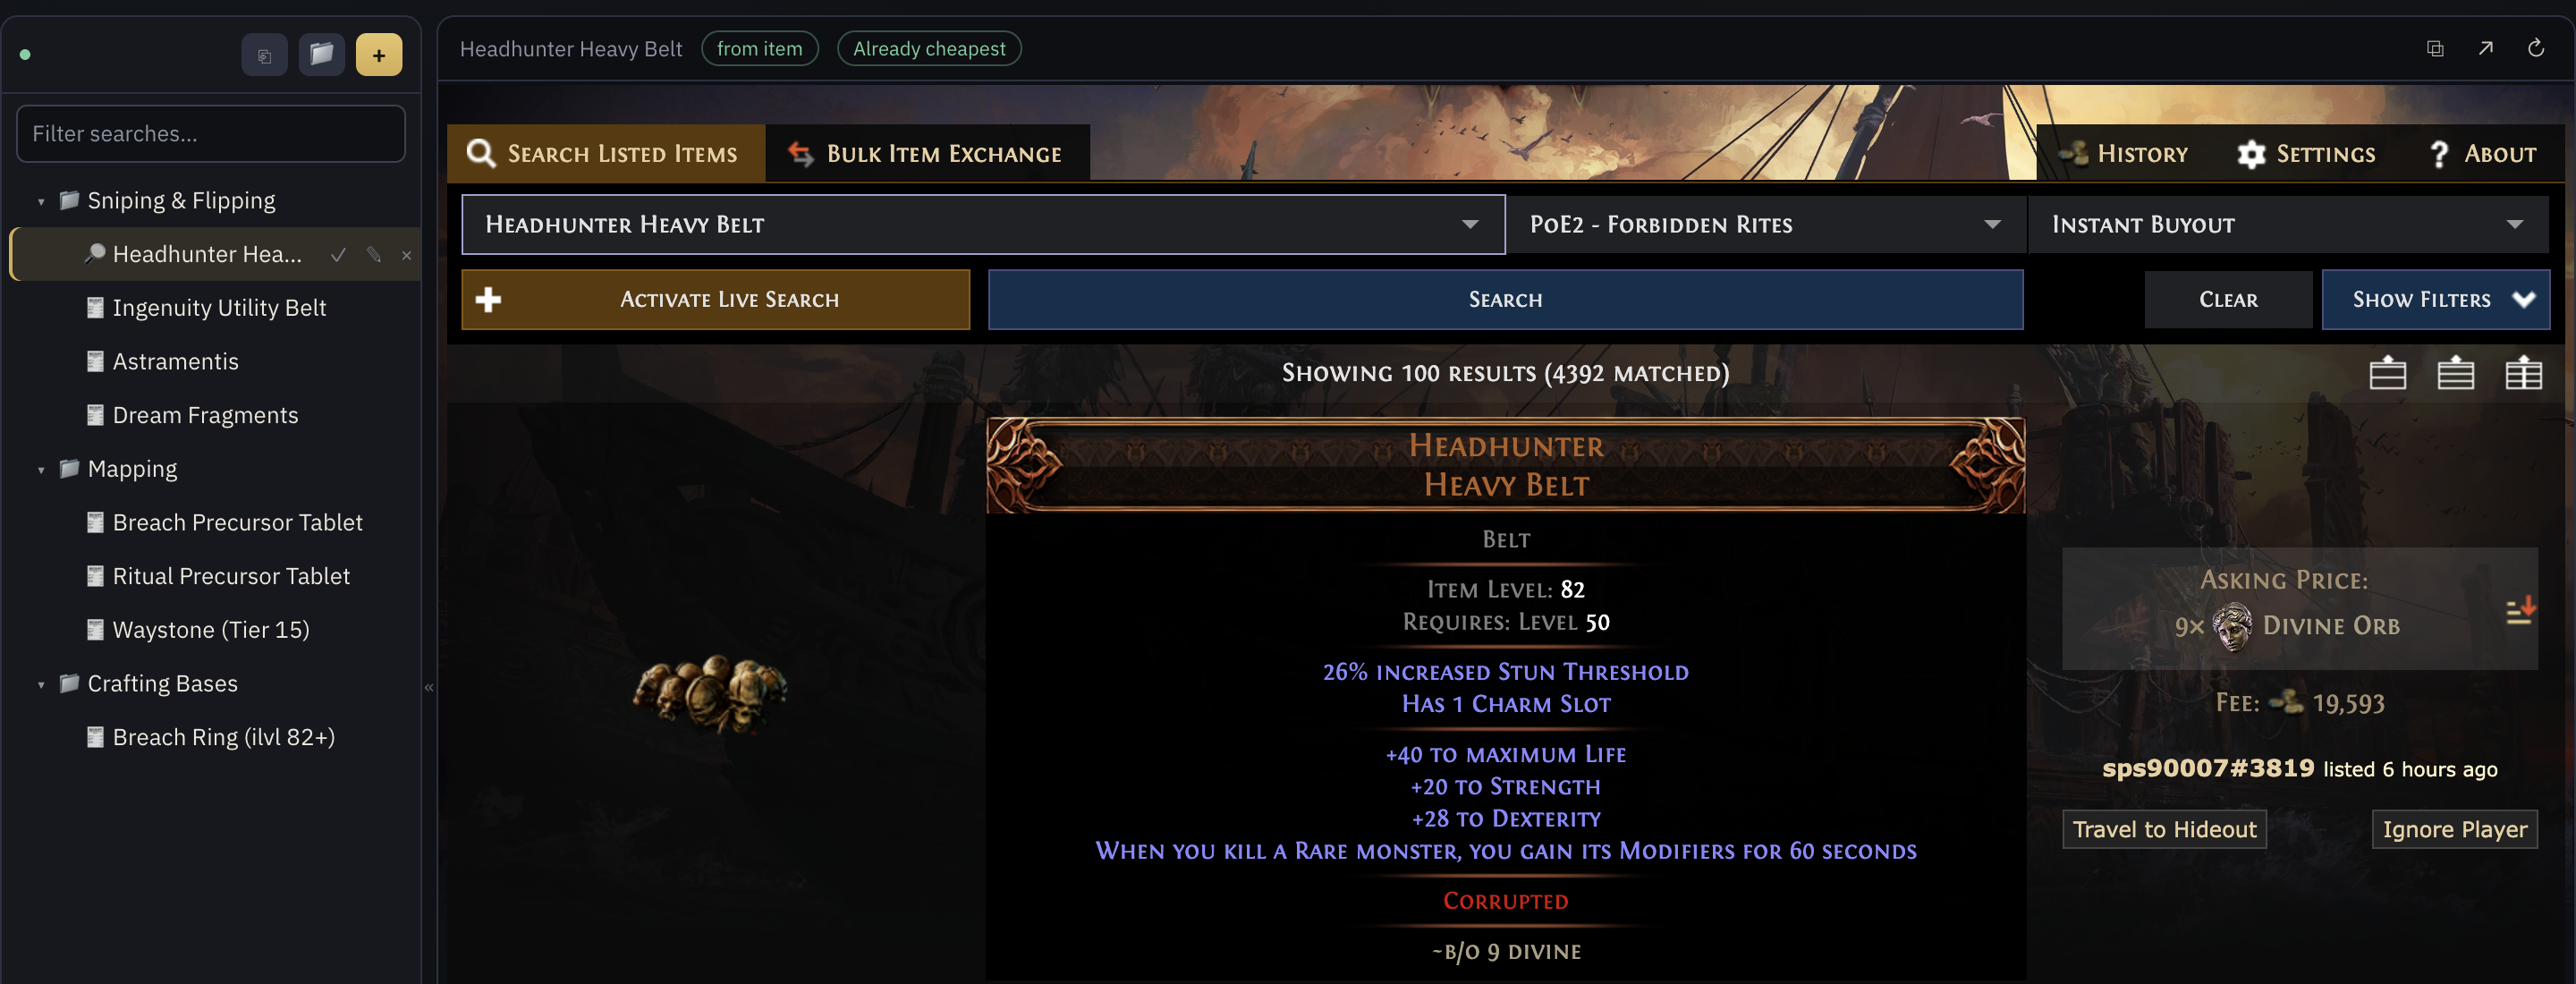 Headhunter Heavy Belt
from item
Already cheapest
Filter searches...
Sniping & Flipping
Headhunter Hea...
Ingenuity Utility Belt
Astramentis
Dream Fragments
Mapping
Breach Precursor Tablet
Ritual Precursor Tablet
Waystone (Tier 15)
Crafting Bases
Breach Ring (ilvl 82+)
Search Listed Items
Bulk Item Exchange
History
Settings
About
Headhunter Heavy Belt
PoE2 - Forbidden Rites
Instant Buyout
Activate Live Search
Search
Clear
Show Filters
Showing 100 results (4392 matched)
Headhunter
Heavy Belt
Belt
Item Level: 82
Requires: Level 50
26% increased Stun Threshold
Has 1 Charm Slot
+40 to maximum Life
+20 to Strength
+28 to Dexterity
When you kill a Rare monster, you gain its Modifiers for 60 seconds
Corrupted
~b/o 9 divine
Asking Price:
9× Divine Orb
Fee: 19,593
sps90007#3819 listed 6 hours ago
Travel to Hideout
Ignore Player